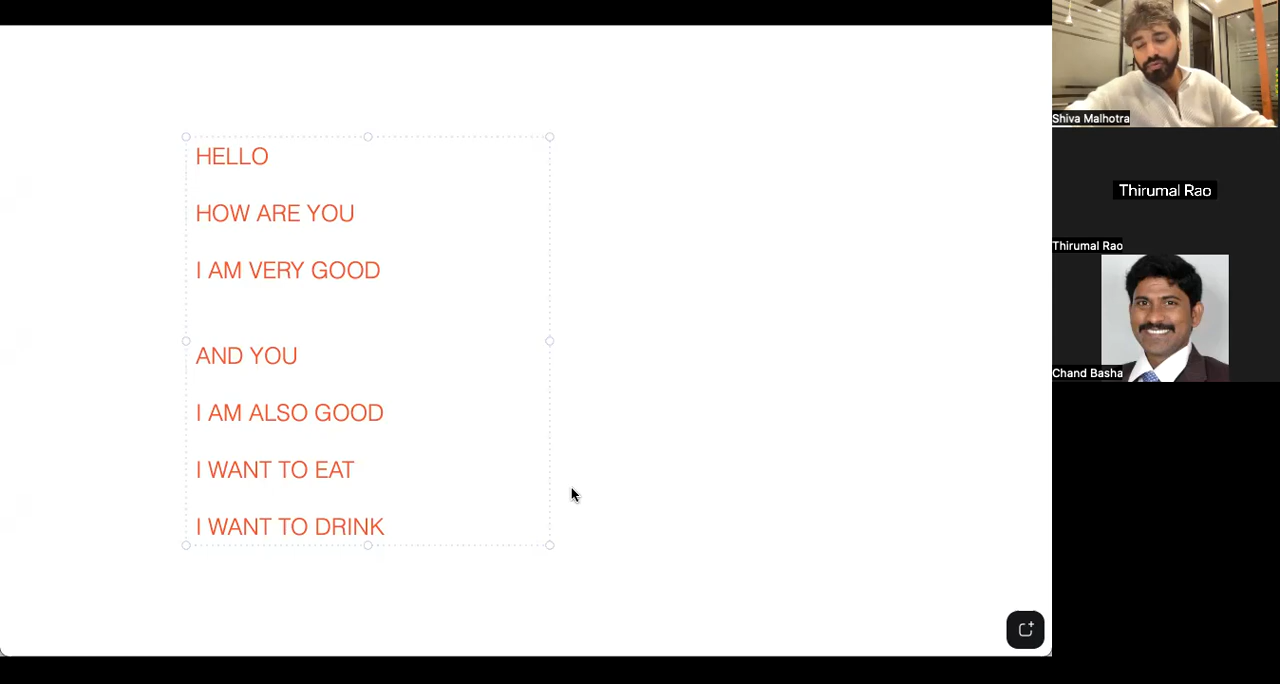 HELLO
HOW ARE YOU
I AM VERY GOOD
AND YOU
I AM ALSO GOOD
I WANT TO EAT
I WANT TO DRINK
Shiva Malhotra
Thirumal Rao
Thirumal Rao
Chand Basha